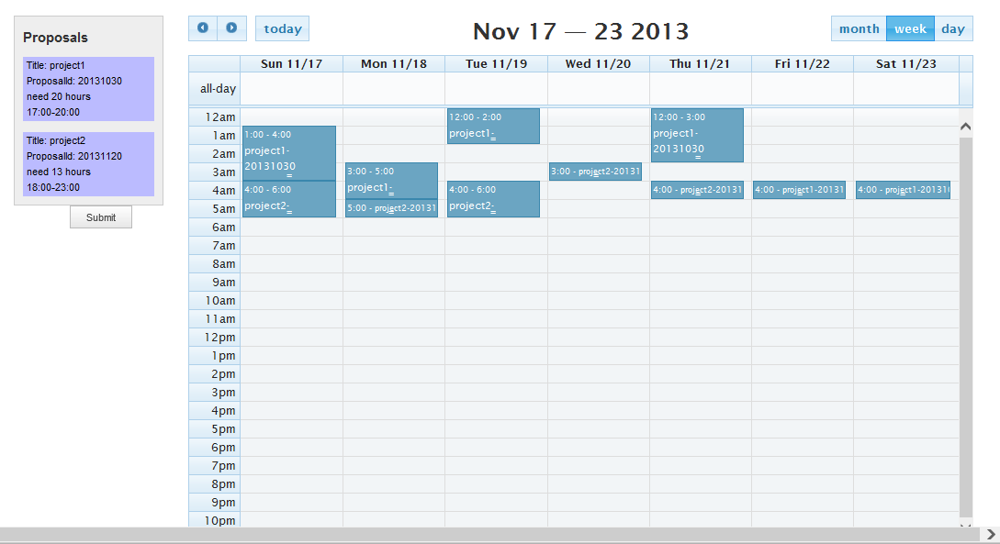 Proposals
Title: project1
ProposalId: 20131030
need 20 hours
17:00-20:00
Title: project2
ProposalId: 20131120
need 13 hours
18:00-23:00
Submit
today
Nov 17 — 23 2013
month week day
Sun 11/17 Mon 11/18 Tue 11/19 Wed 11/20 Thu 11/21 Fri 11/22 Sat 11/23
all-day
12am
1am
2am
3am
4am
5am
6am
7am
8am
9am
10am
11am
12pm
1pm
2pm
3pm
4pm
5pm
6pm
7pm
8pm
9pm
10pm
1:00 - 4:00
project1-
20131030
4:00 - 6:00
project2-
3:00 - 5:00
project1-
5:00 - project2-20131
12:00 - 2:00
project1-
4:00 - 6:00
project2-
3:00 - project2-20131
12:00 - 3:00
project1-
20131030
4:00 - project2-20131
4:00 - project1-20131
4:00 - project1-20131